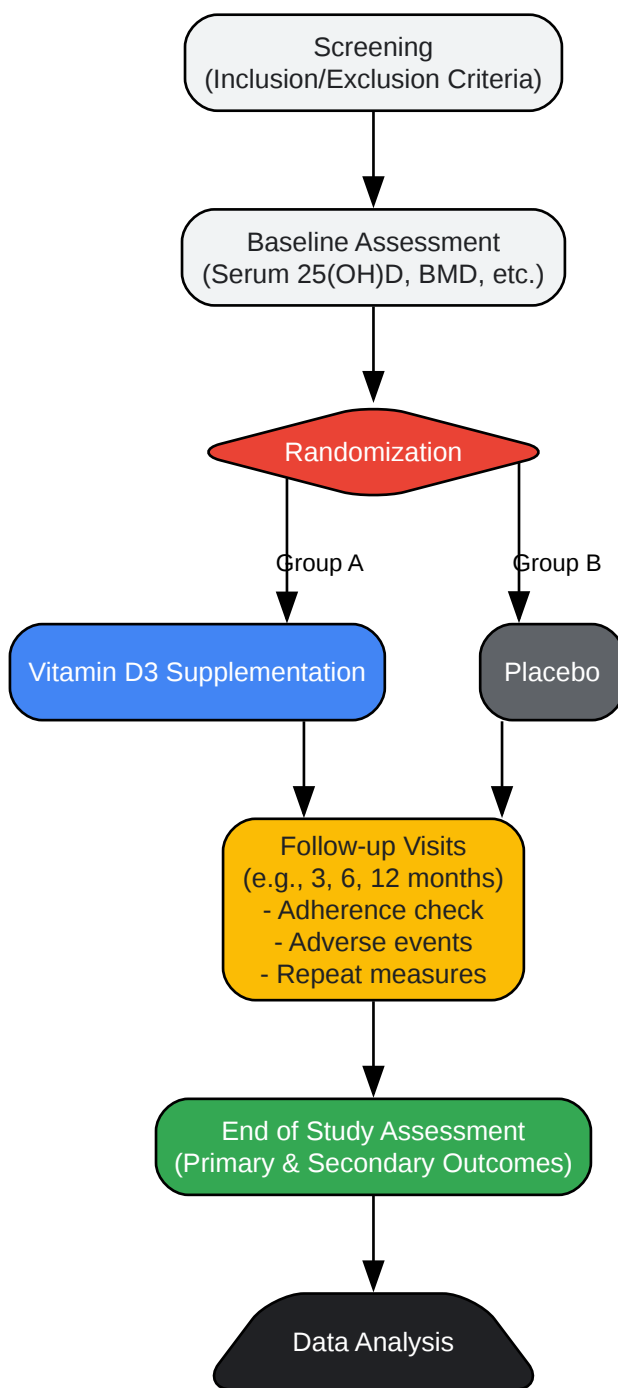 Screening
(Inclusion/Exclusion Criteria)
Baseline Assessment
(Serum 25(OH)D, BMD, etc.)
Randomization
Group A
Group B
Vitamin D3 Supplementation
Placebo
Follow-up Visits
(e.g., 3, 6, 12 months)
- Adherence check
- Adverse events
- Repeat measures
End of Study Assessment
(Primary & Secondary Outcomes)
Data Analysis